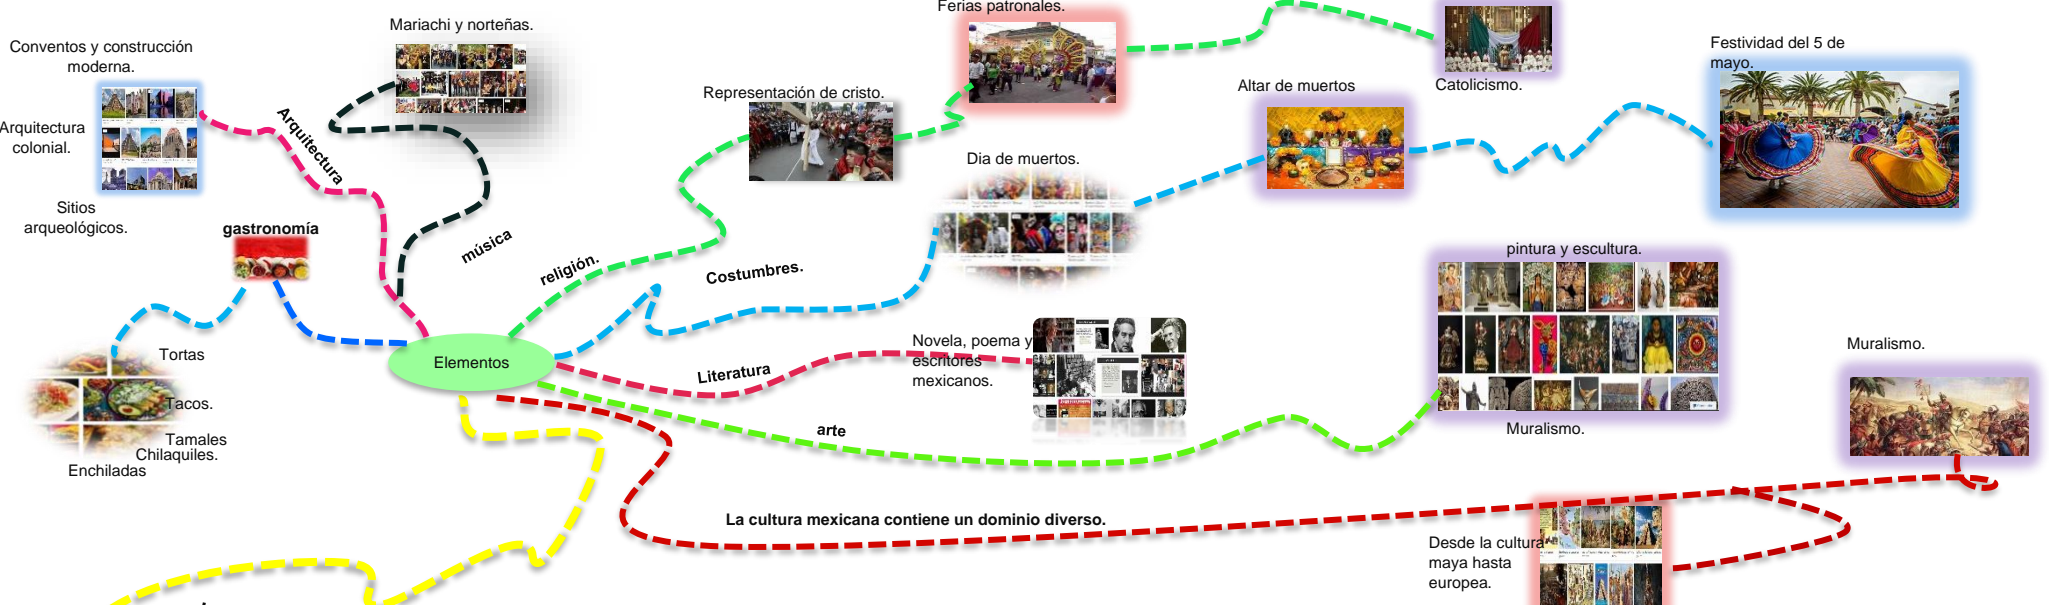 Mariachi y norteñas.
Ferias patronales.
Conventos y construcción
moderna.
Festividad del 5 de
mayo.
Representación de cristo.
Altar de muertos
Catolicismo.
Arquitectura
colonial.
Arquitectura
Dia de muertos.
Sitios
arqueológicos.
gastronomía
música
religión.
Costumbres.
pintura y escultura.
Novela, poema y
escritores
mexicanos.
Muralismo.
Tortas
Elementos
Literatura
Tacos.
arte
Muralismo.
Tamales
Chilaquiles.
Enchiladas
La cultura mexicana contiene un dominio diverso.
Desde la cultura
maya hasta
europea.